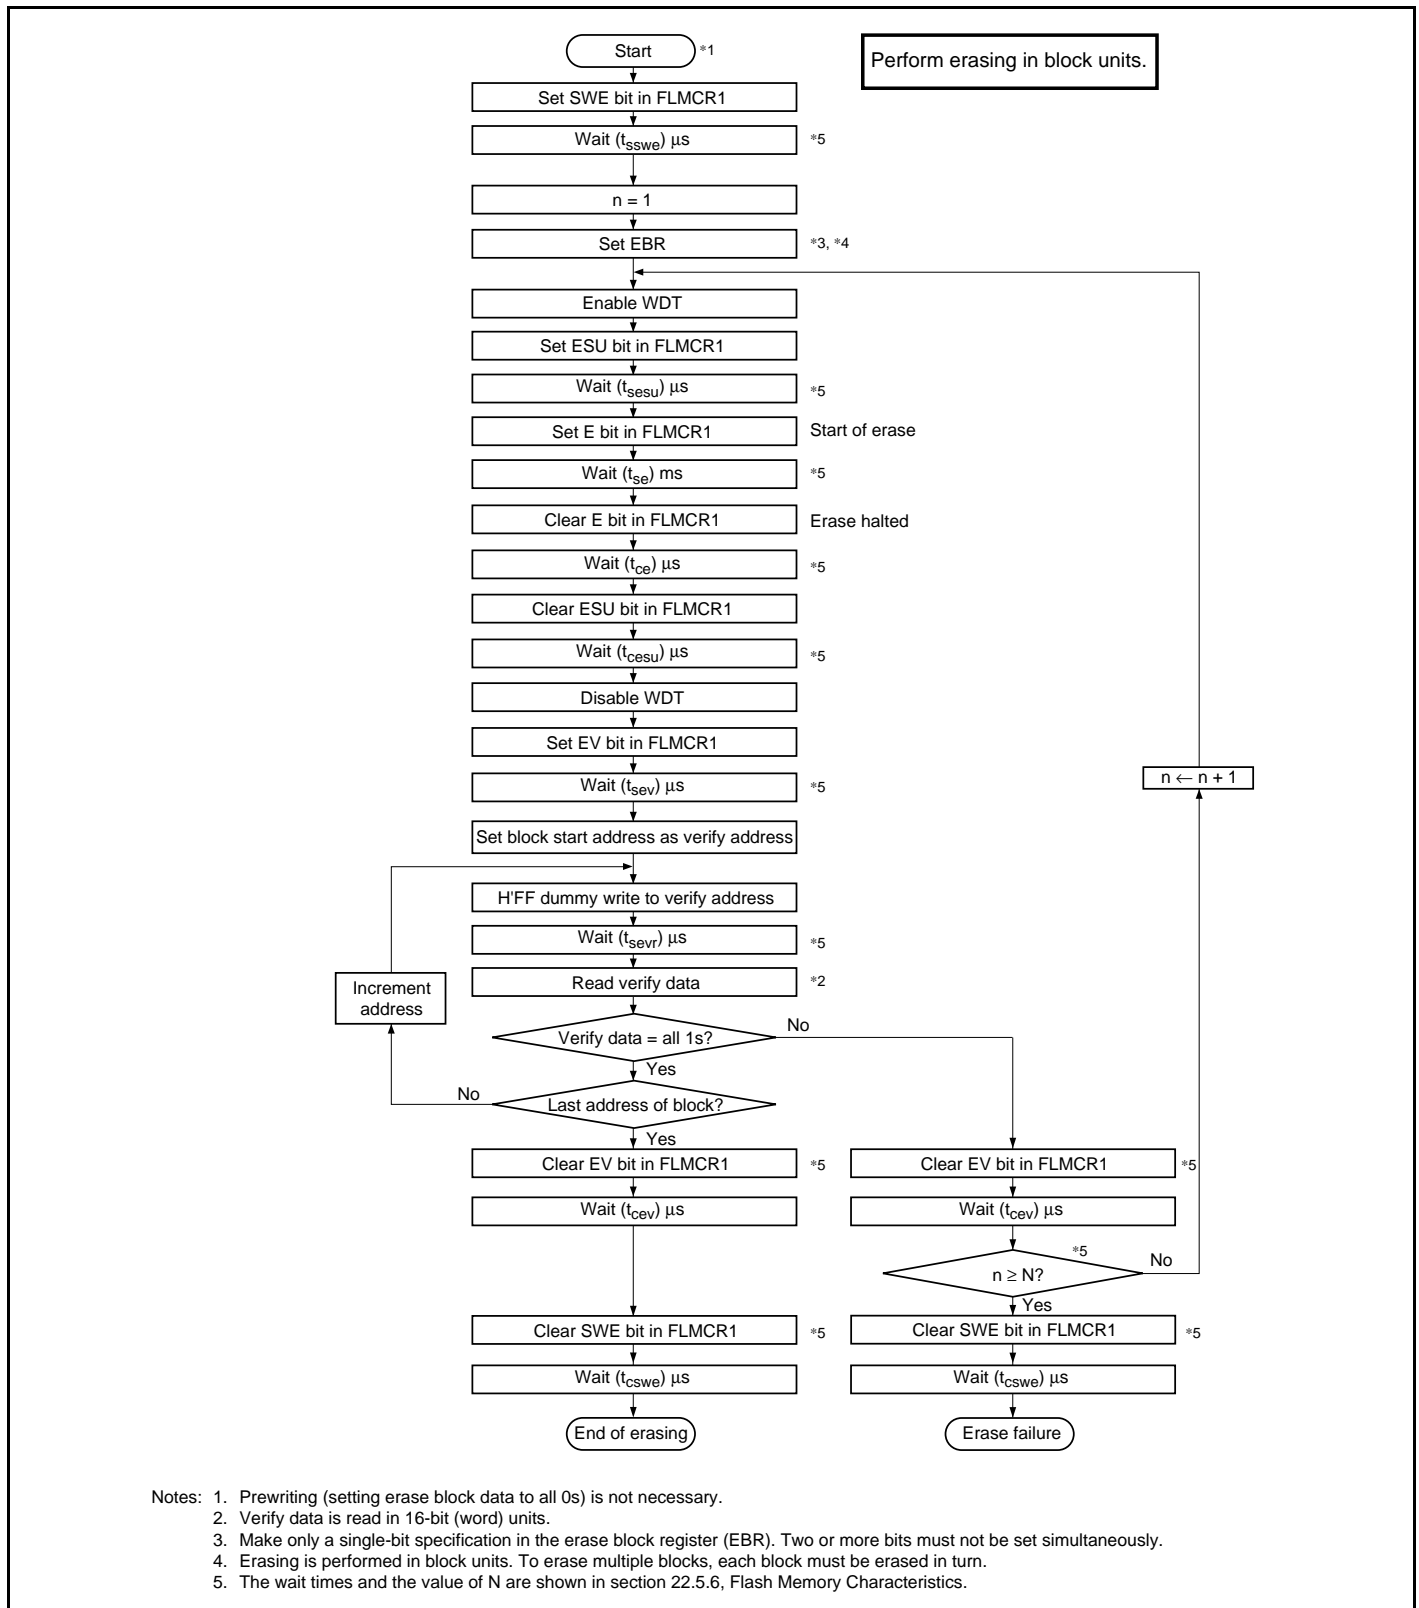 Start *1
Perform erasing in block units.
Set SWE bit in FLMCR1
Wait (tsswe) µs *5
n = 1
Set EBR *3, *4
Enable WDT
Set ESU bit in FLMCR1
Wait (tsesu) µs *5
Set E bit in FLMCR1 Start of erase
Wait (tse) ms *5
Clear E bit in FLMCR1 Erase halted
Wait (tce) µs *5
Clear ESU bit in FLMCR1
Wait (tcesu) µs *5
Disable WDT
Set EV bit in FLMCR1
Wait (tsev) µs *5
n ← n + 1
Set block start address as verify address
H'FF dummy write to verify address
Wait (tsevr) µs *5
Read verify data *2
Increment
address
Verify data = all 1s? No
Yes
No Last address of block?
Yes
Clear EV bit in FLMCR1 *5 Clear EV bit in FLMCR1 *5
Wait (tcev) µs Wait (tcev) µs
*5
n ≥ N? No
Yes
Clear SWE bit in FLMCR1 *5 Clear SWE bit in FLMCR1 *5
Wait (tcswe) µs Wait (tcswe) µs
End of erasing Erase failure
Notes: 1. Prewriting (setting erase block data to all 0s) is not necessary.
2. Verify data is read in 16-bit (word) units.
3. Make only a single-bit specification in the erase block register (EBR). Two or more bits must not be set simultaneously.
4. Erasing is performed in block units. To erase multiple blocks, each block must be erased in turn.
5. The wait times and the value of N are shown in section 22.5.6, Flash Memory Characteristics.